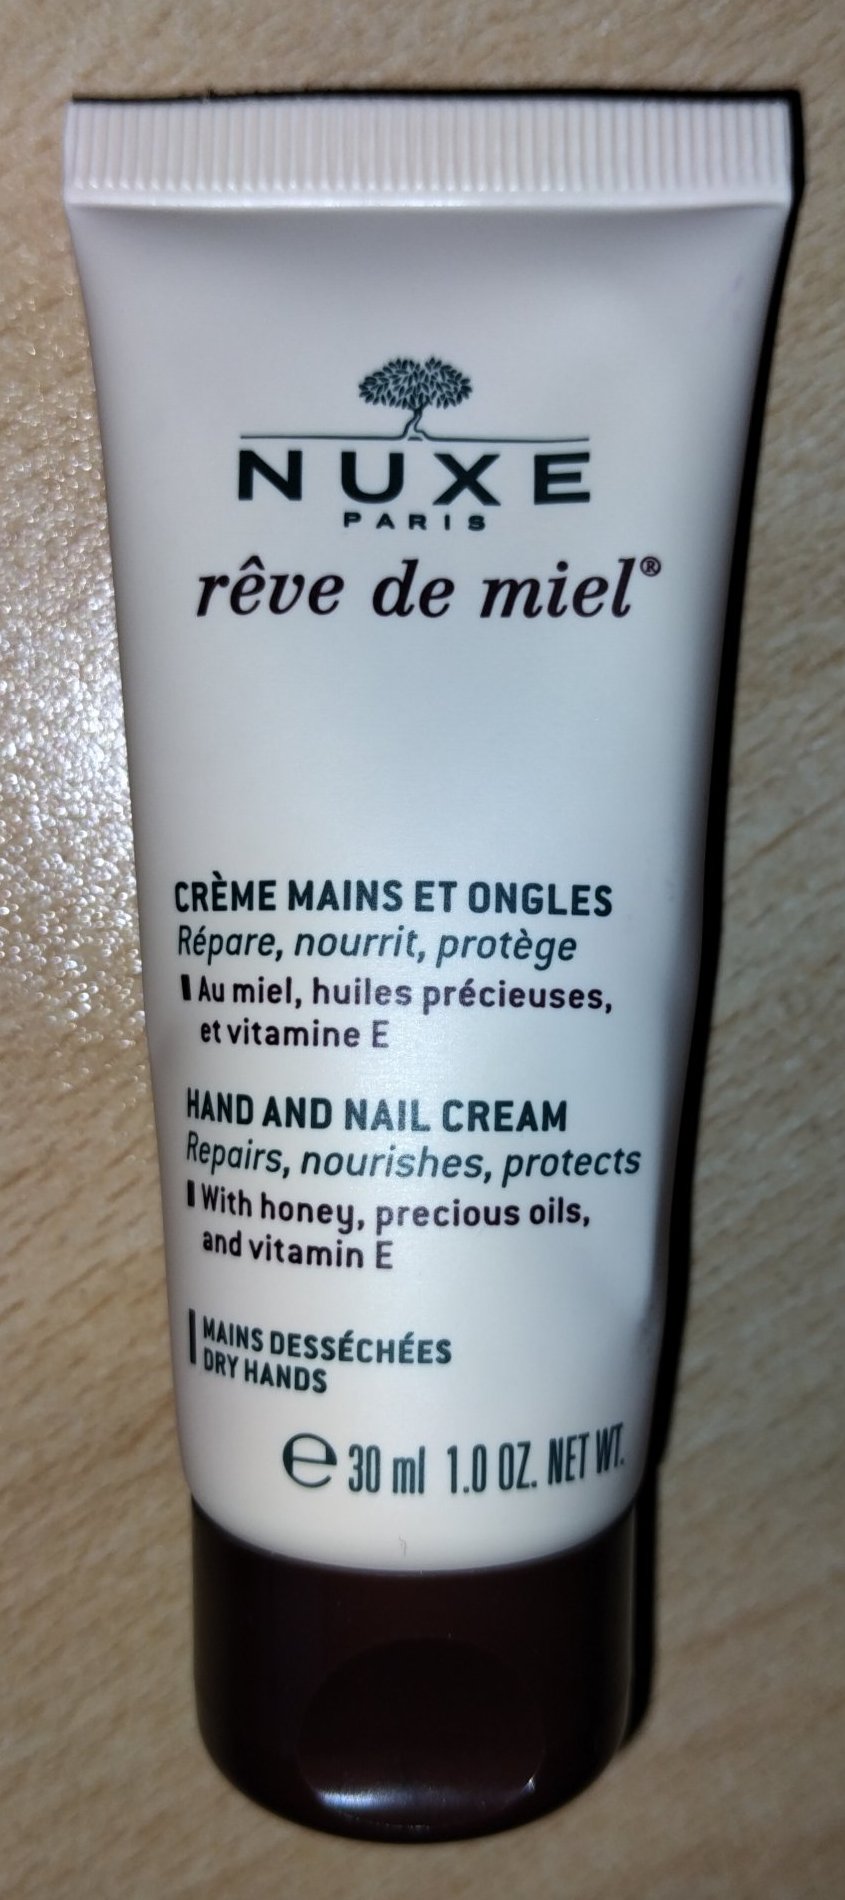 NUXE
PARIS
rêve de miel®
CRÈME MAINS ET ONGLES
Répare, nourrit, protège
Au miel, huiles précieuses,
et vitamine E
HAND AND NAIL CREAM
Repairs, nourishes, protects
With honey, precious oils,
and vitamin E
MAINS DESSÉCHÉES
DRY HANDS
℮ 30 ml 1.0 OZ. NET WT.